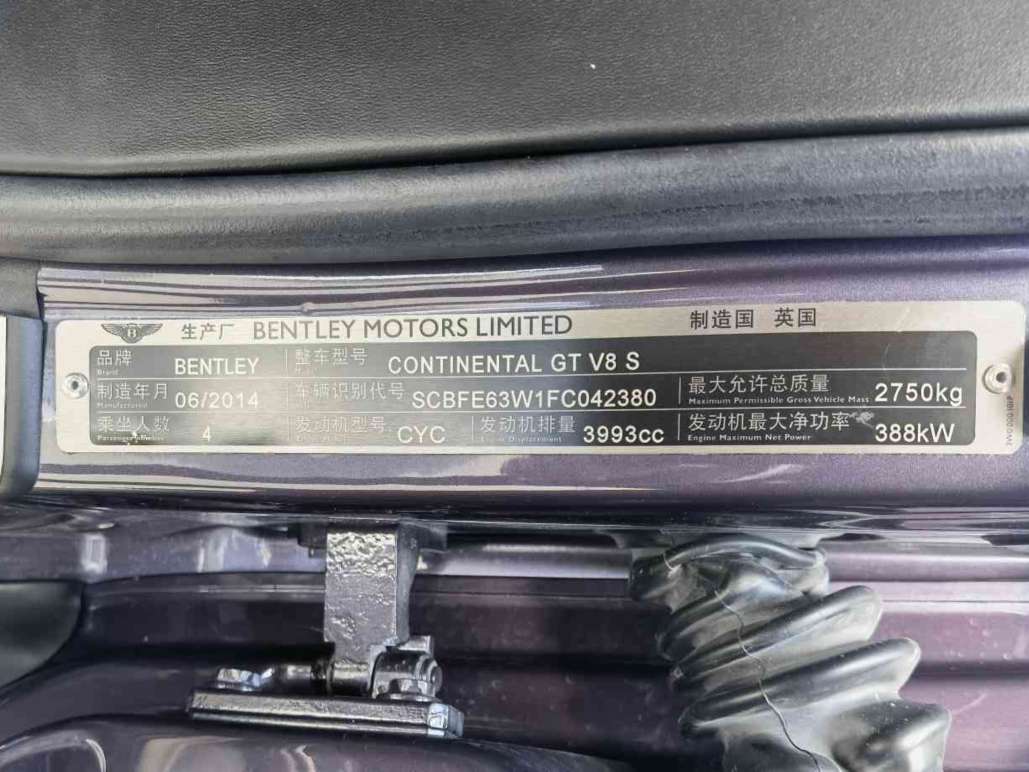 B 生产厂 BENTLEY MOTORS LIMITED 制造国 英国
品牌 BENTLEY 整车型号 CONTINENTAL GT V8 S
Brand
制造年月 06/2014 车辆识别代号 SCBFE63W1FC042380 最大允许总质量 2750kg
Manufactured Maximum Permissible Gross Vehicle Mass
乘坐人数 4 发动机型号 CYC 发动机排量 3993cc 发动机最大净功率 388kW
Engine Displacement Engine Maximum Net Power